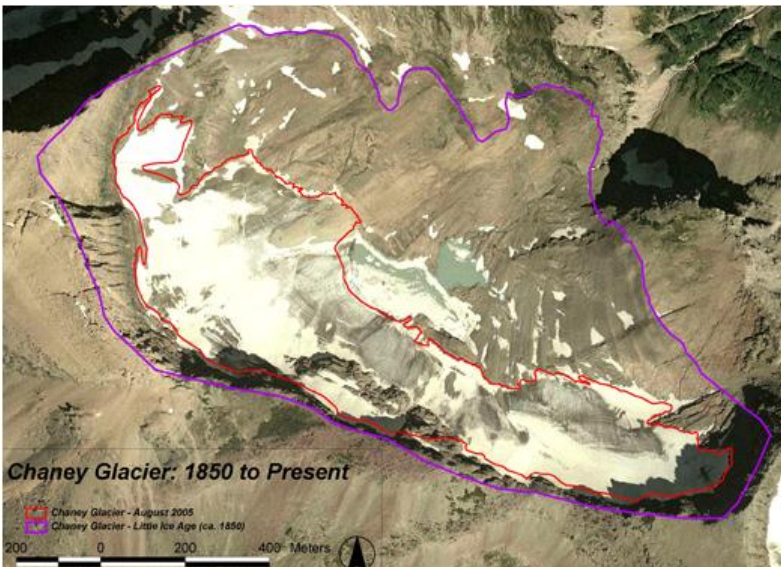 Chaney Glacier: 1850 to Present
Chaney Glacier - August 2005
Chaney Glacier - Little Ice Age (ca. 1850)
200 0 200 400 Meters